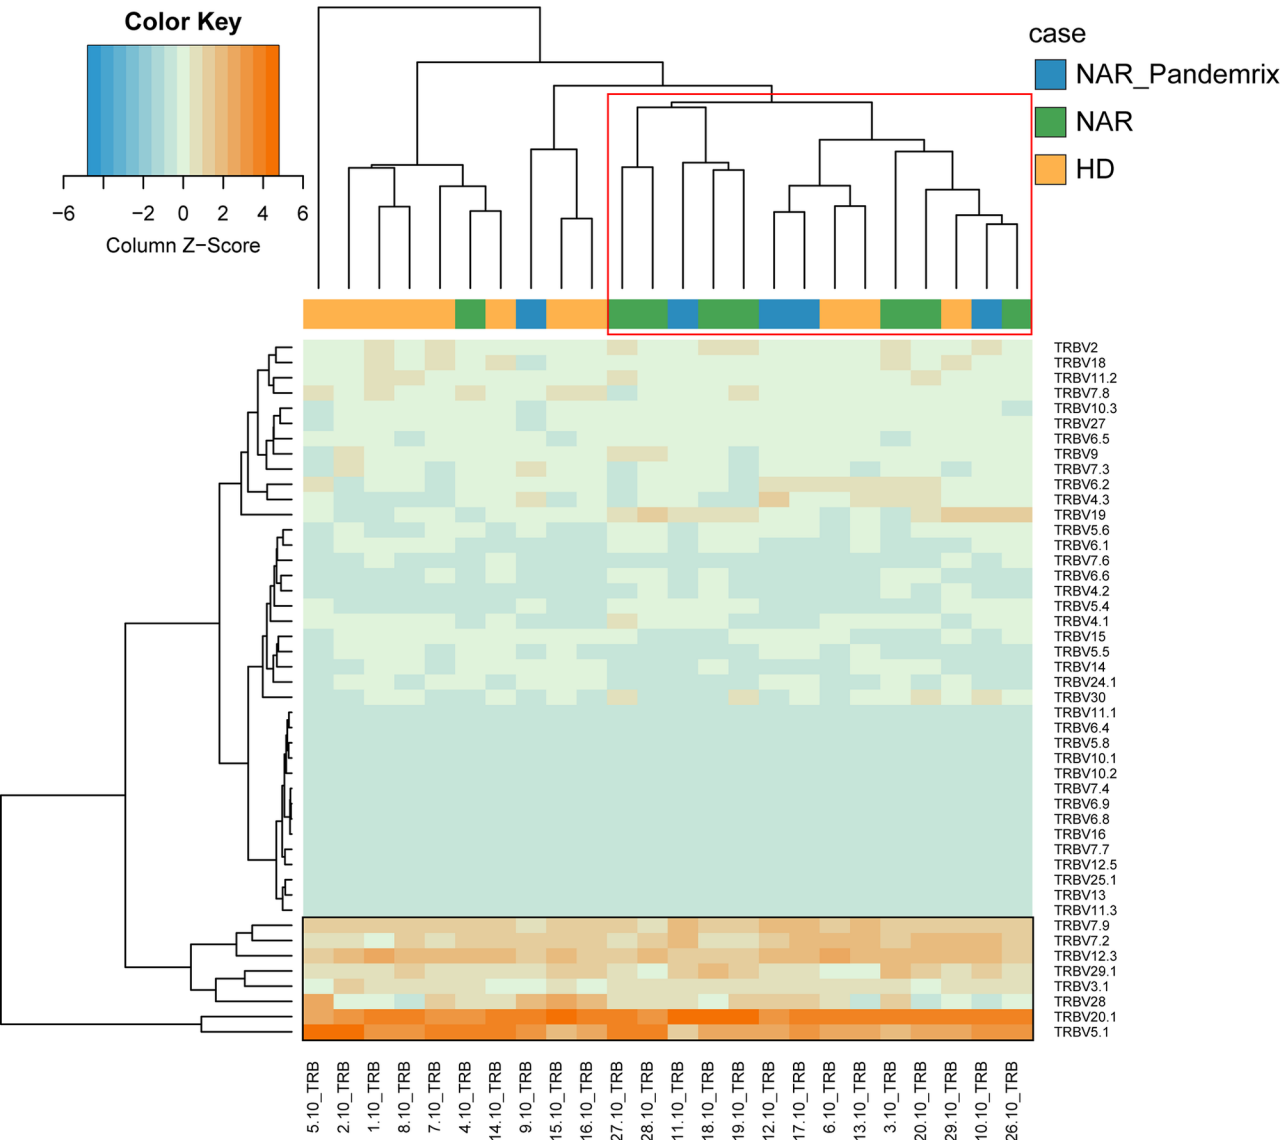 Color Key
−6 −2 0 2 4 6
Column Z−Score
case
NAR_Pandemrix
NAR
HD
TRBV2
TRBV18
TRBV11.2
TRBV7.8
TRBV10.3
TRBV27
TRBV6.5
TRBV9
TRBV7.3
TRBV6.2
TRBV4.3
TRBV19
TRBV5.6
TRBV6.1
TRBV7.6
TRBV6.6
TRBV4.2
TRBV5.4
TRBV4.1
TRBV15
TRBV5.5
TRBV14
TRBV24.1
TRBV30
TRBV11.1
TRBV6.4
TRBV5.8
TRBV10.1
TRBV10.2
TRBV7.4
TRBV6.9
TRBV6.8
TRBV16
TRBV7.7
TRBV12.5
TRBV25.1
TRBV13
TRBV11.3
TRBV7.9
TRBV7.2
TRBV12.3
TRBV29.1
TRBV3.1
TRBV28
TRBV20.1
TRBV5.1
5.10_TRB
2.10_TRB
1.10_TRB
8.10_TRB
7.10_TRB
4.10_TRB
14.10_TRB
9.10_TRB
15.10_TRB
16.10_TRB
27.10_TRB
28.10_TRB
11.10_TRB
18.10_TRB
19.10_TRB
12.10_TRB
17.10_TRB
6.10_TRB
13.10_TRB
3.10_TRB
20.10_TRB
29.10_TRB
10.10_TRB
26.10_TRB